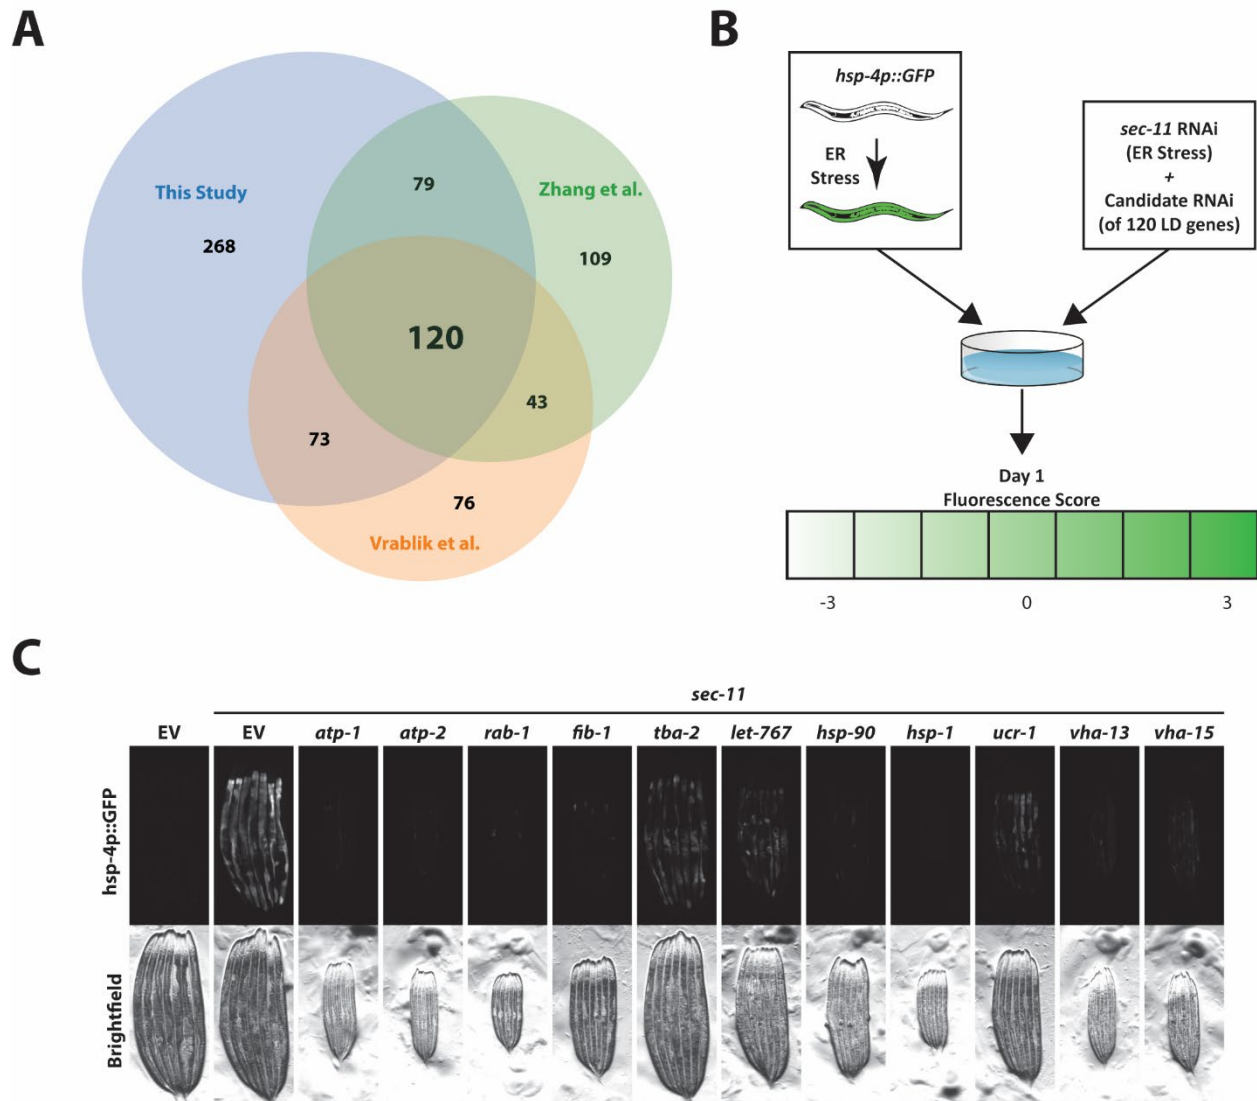 A
This Study
268
79
Zhang et al.
109
120
73
43
76
Vrablik et al.
B
hsp-4p::GFP
ER
Stress
sec-11 RNAi
(ER Stress)
+
Candidate RNAi
(of 120 LD genes)
Day 1
Fluorescence Score
-3 0 3
C
sec-11
EV EV atp-1 atp-2 rab-1 fib-1 tba-2 let-767 hsp-90 hsp-1 ucr-1 vha-13 vha-15
hsp-4p::GFP
Brightfield